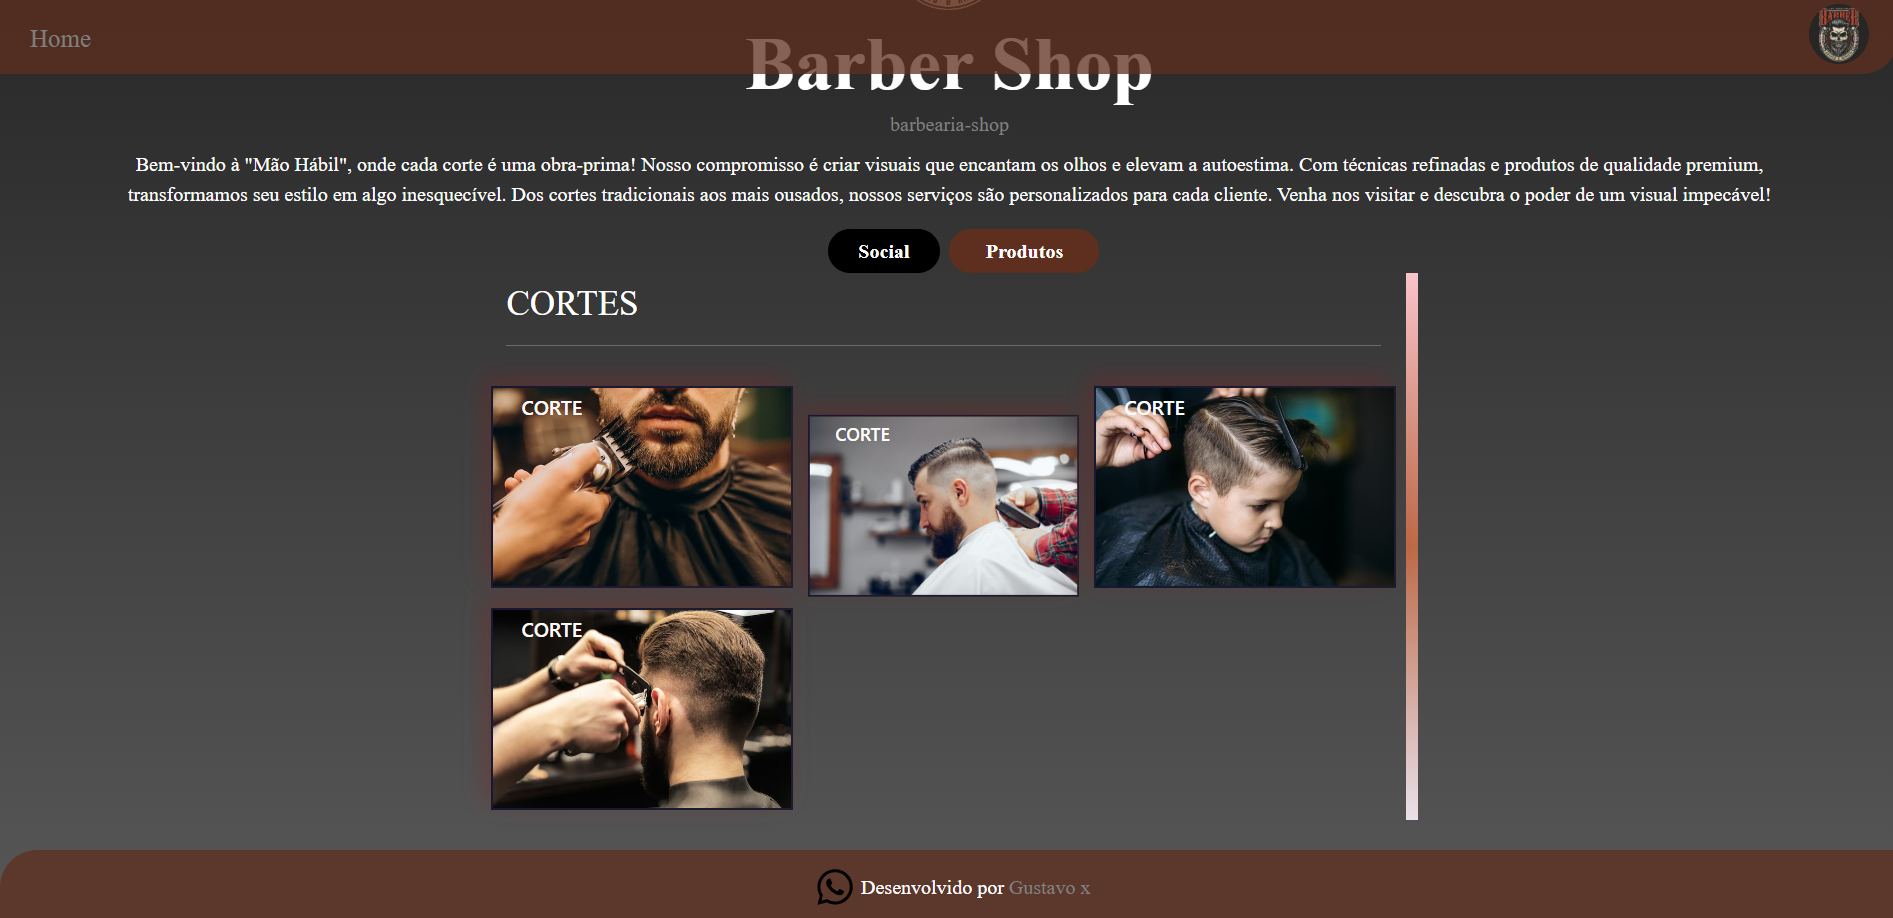 Home
BARBER
Barber Shop
barbearia-shop
Bem-vindo à "Mão Hábil", onde cada corte é uma obra-prima! Nosso compromisso é criar visuais que encantam os olhos e elevam a autoestima. Com técnicas refinadas e produtos de qualidade premium,
transformamos seu estilo em algo inesquecível. Dos cortes tradicionais aos mais ousados, nossos serviços são personalizados para cada cliente. Venha nos visitar e descubra o poder de um visual impecável!
Social
Produtos
CORTES
CORTE
CORTE
CORTE
CORTE
Desenvolvido por Gustavo x